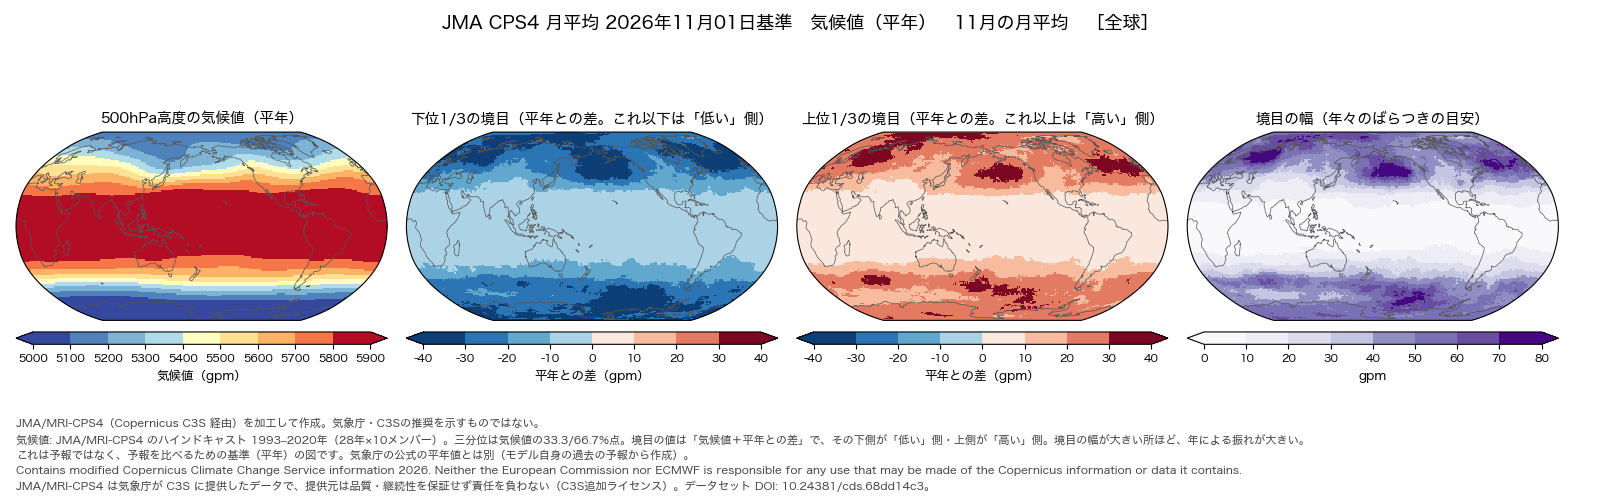 JMA CPS4 月平均 2026年11月01日基準　気候値（平年）　11月の月平均　［全球］
500hPa高度の気候値（平年）
下位1/3の境目（平年との差。これ以下は「低い」側）
上位1/3の境目（平年との差。これ以上は「高い」側）
境目の幅（年々のばらつきの目安）
5000 5100 5200 5300 5400 5500 5600 5700 5800 5900
気候値（gpm）
-40 -30 -20 -10 0 10 20 30 40
平年との差（gpm）
-40 -30 -20 -10 0 10 20 30 40
平年との差（gpm）
0 10 20 30 40 50 60 70 80
gpm
JMA/MRI-CPS4（Copernicus C3S 経由）を加工して作成。気象庁・C3Sの推奨を示すものではない。
気候値: JMA/MRI-CPS4 のハインドキャスト 1993–2020年（28年×10メンバー）。三分位は気候値の33.3/66.7%点。境目の値は「気候値＋平年との差」で、その下側が「低い」側・上側が「高い」側。境目の幅が大きい所ほど、年による振れが大きい。
これは予報ではなく、予報を比べるための基準（平年）の図です。気象庁の公式の平年値とは別（モデル自身の過去の予報から作成）。
Contains modified Copernicus Climate Change Service information 2026. Neither the European Commission nor ECMWF is responsible for any use that may be made of the Copernicus information or data it contains.
JMA/MRI-CPS4 は気象庁が C3S に提供したデータで、提供元は品質・継続性を保証せず責任を負わない（C3S追加ライセンス）。データセット DOI: 10.24381/cds.68dd14c3。